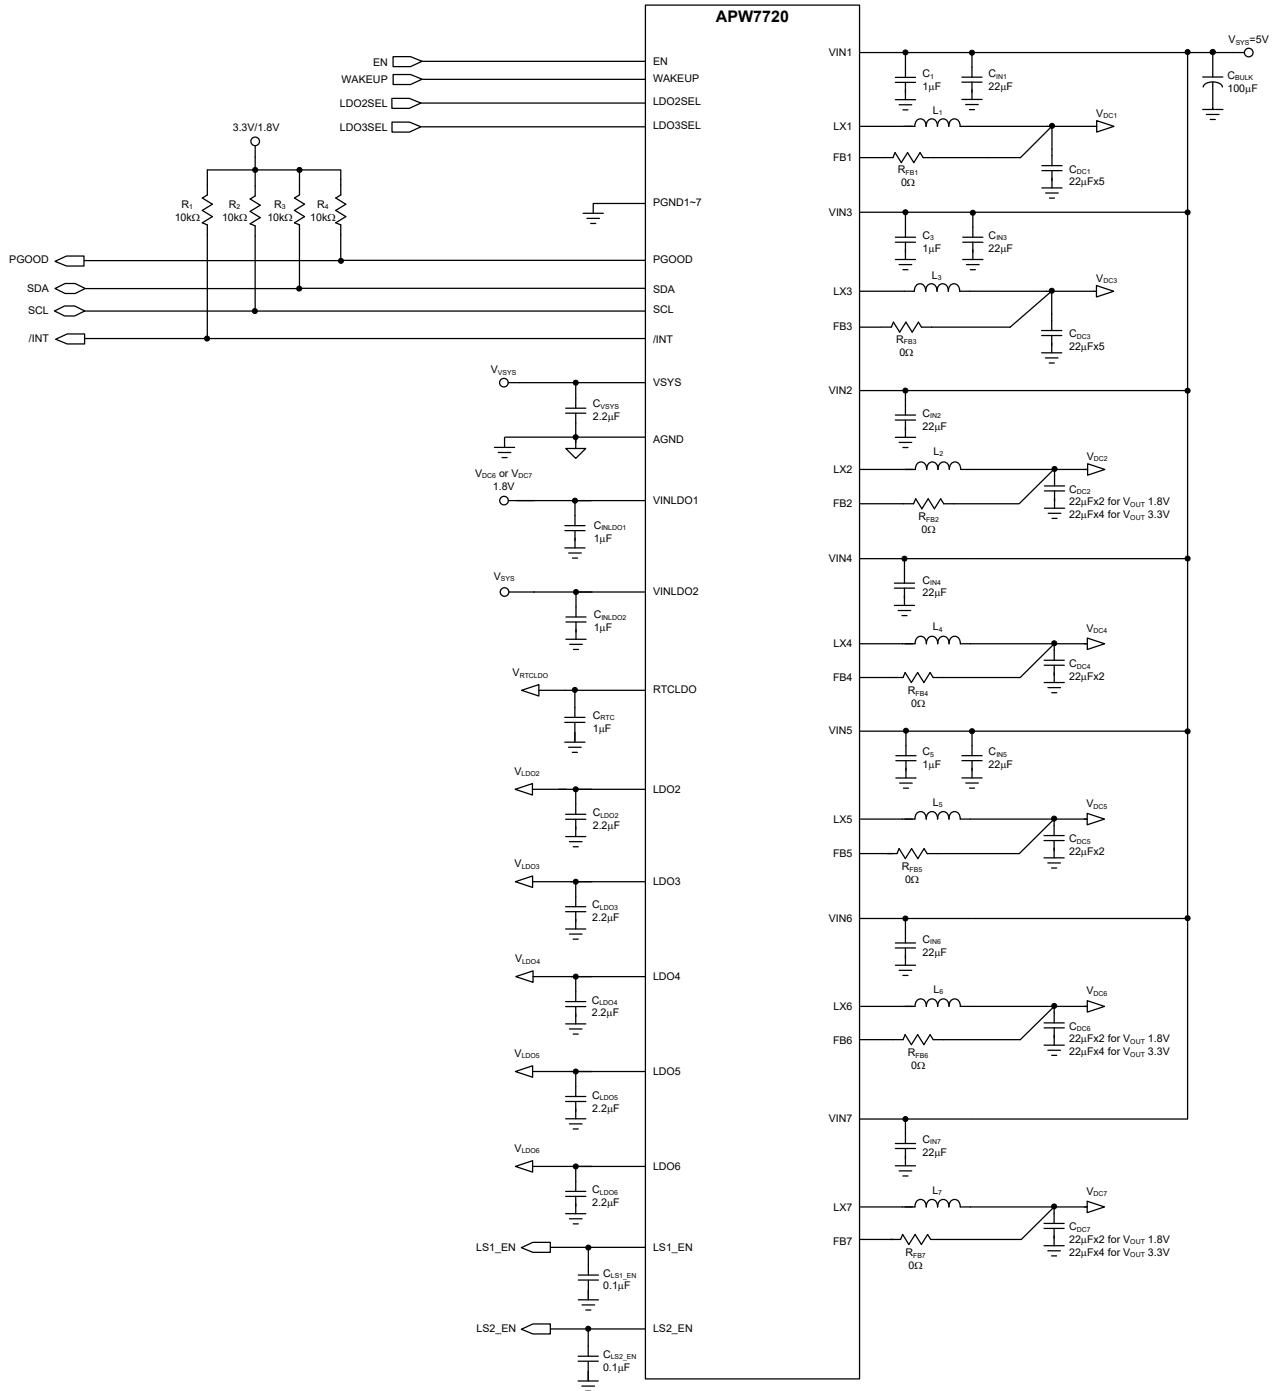 APW7720
EN
WAKEUP
LDO2SEL
LDO3SEL
EN
WAKEUP
LDO2SEL
LDO3SEL
3.3V/1.8V
R1
10kΩ
R2
10kΩ
R3
10kΩ
R4
10kΩ
PGND1~7
PGOOD
PGOOD
SDA
SDA
SCL
SCL
/INT
/INT
VVSYS
VSYS
CVSYS
2.2µF
AGND
VDC6 or VDC7
1.8V
VINLDO1
CINLDO1
1µF
VSYS
VINLDO2
CINLDO2
1µF
VRTCLDO
RTCLDO
CRTC
1µF
VLDO2
LDO2
CLDO2
2.2µF
VLDO3
LDO3
CLDO3
2.2µF
VLDO4
LDO4
CLDO4
2.2µF
VLDO5
LDO5
CLDO5
2.2µF
VLDO6
LDO6
CLDO6
2.2µF
LS1_EN
LS1_EN
CLS1_EN
0.1µF
LS2_EN
LS2_EN
CLS2_EN
0.1µF
VIN1
VSYS=5V
C1
1µF
CIN1
22µF
CBULK
100µF
LX1
L1
VDC1
FB1
RFB1
0Ω
CDC1
22µFx5
VIN3
C3
1µF
CIN3
22µF
LX3
L3
VDC3
FB3
RFB3
0Ω
CDC3
22µFx5
VIN2
CIN2
22µF
LX2
L2
VDC2
FB2
RFB2
0Ω
CDC2
22µFx2 for VOUT 1.8V
22µFx4 for VOUT 3.3V
VIN4
CIN4
22µF
LX4
L4
VDC4
FB4
RFB4
0Ω
CDC4
22µFx2
VIN5
C5
1µF
CIN5
22µF
LX5
L5
VDC5
FB5
RFB5
0Ω
CDC5
22µFx2
VIN6
CIN6
22µF
LX6
L6
VDC6
FB6
RFB6
0Ω
CDC6
22µFx2 for VOUT 1.8V
22µFx4 for VOUT 3.3V
VIN7
CIN7
22µF
LX7
L7
VDC7
FB7
RFB7
0Ω
CDC7
22µFx2 for VOUT 1.8V
22µFx4 for VOUT 3.3V